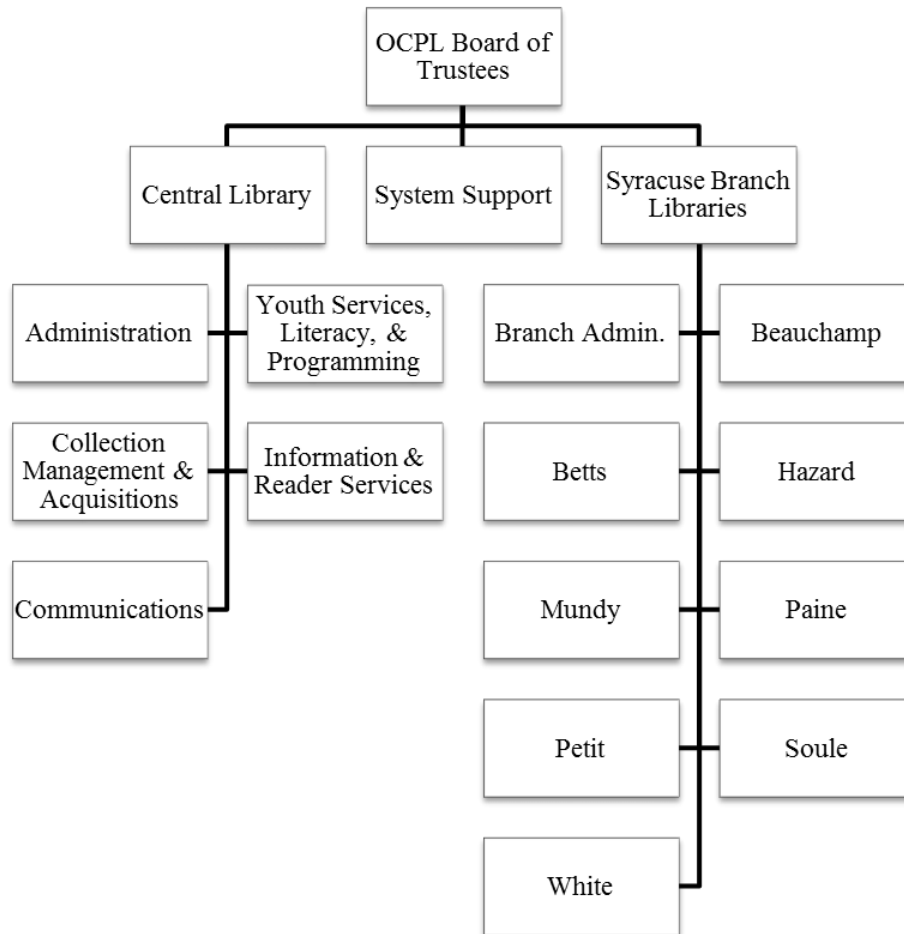 OCPL Board of
Trustees
Central Library
System Support
Syracuse Branch
Libraries
Administration
Youth Services,
Literacy, &
Programming
Collection
Management &
Acquisitions
Information &
Reader Services
Communications
Branch Admin.
Beauchamp
Betts
Hazard
Mundy
Paine
Petit
Soule
White